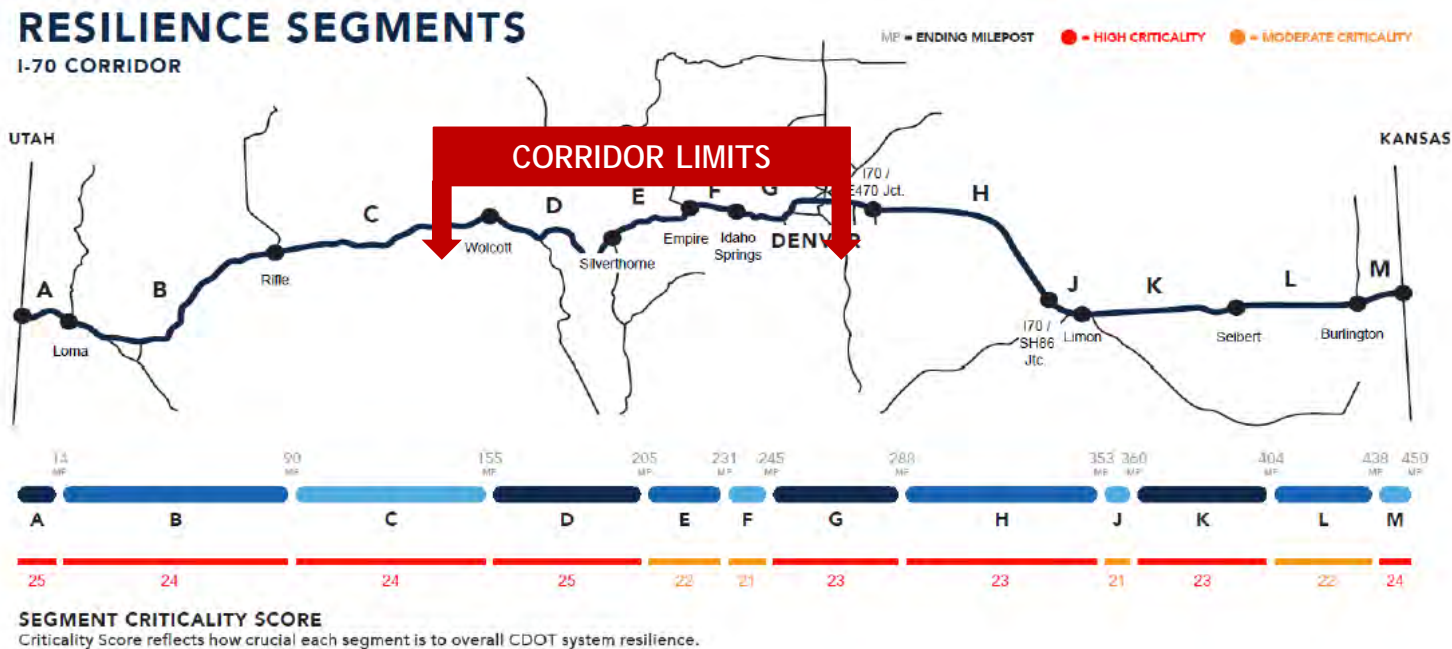 RESILIENCE SEGMENTS
I-70 CORRIDOR
MP = ENDING MILEPOST = HIGH CRITICALITY = MODERATE CRITICALITY
UTAH
KANSAS
CORRIDOR LIMITS
I70 /
E470 Jct.
A
B
C
D
E
F
G
H
J
K
L
M
Loma
Rifle
Wolcott
Silverthorne
Empire
Idaho
Springs
DENVER
I70 /
SH86
Jtc.
Limon
Seibert
Burlington
14 90 155 205 231 245 288 353 360 404 438 450
MP MP MP MP MP MP MP MP MP MP MP MP
A B C D E F G H J K L M
25 24 24 25 22 21 23 23 21 23 22 24
SEGMENT CRITICALITY SCORE
Criticality Score reflects how crucial each segment is to overall CDOT system resilience.